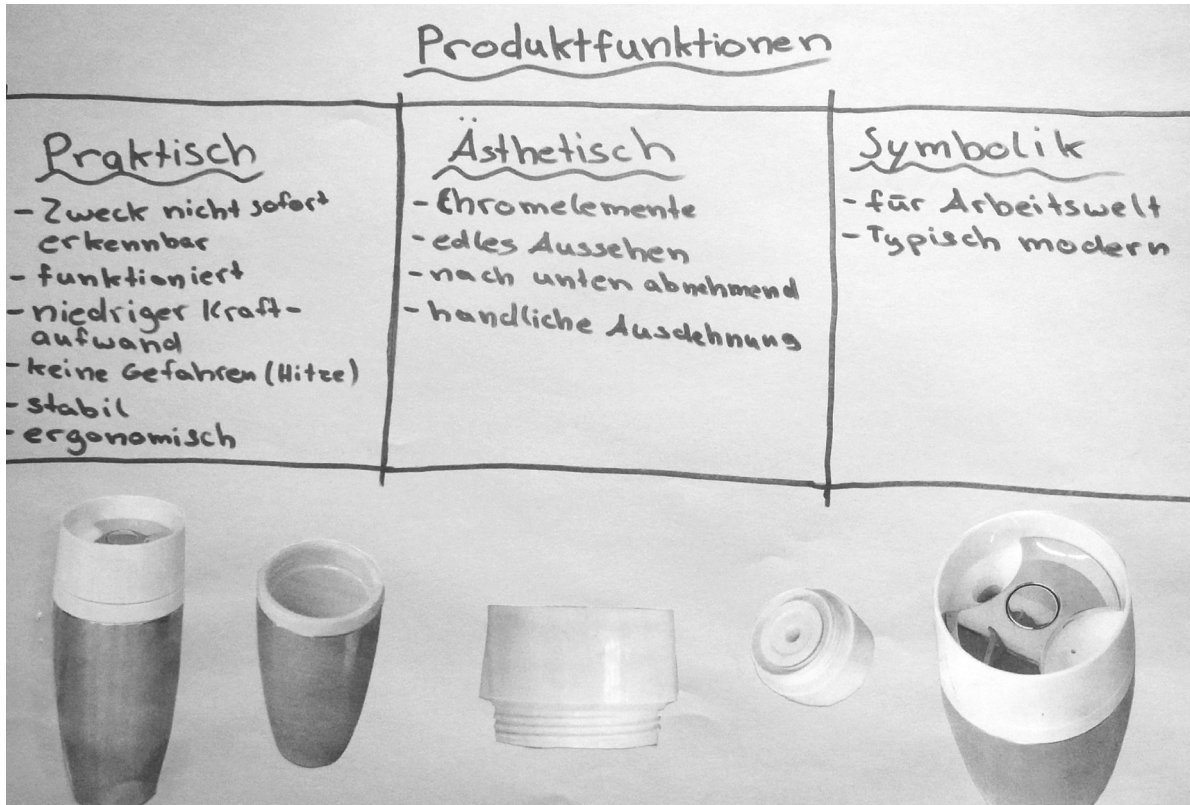 Produktfunktionen
Praktisch
- Zweck nicht sofort
erkennbar
- funktioniert
- niedriger Kraft-
aufwand
- keine Gefahren (Hitze)
- stabil
- ergonomisch
Ästhetisch
- Chromelemente
- edles Aussehen
- nach unten abnehmend
- handliche Ausdehnung
Symbolik
- für Arbeitswelt
- Typisch modern